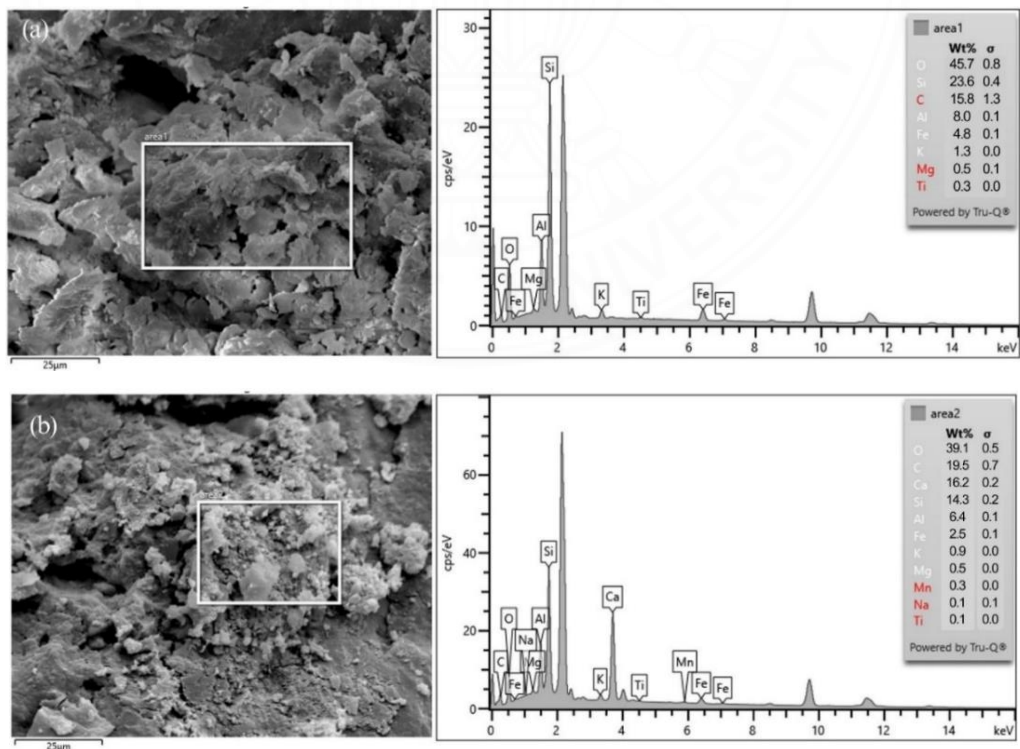 (a)
area1
25µm
cps/eV
30
20
10
0
C
O
Fe
Mg
Al
Si
K
Ti
Fe
Fe
0 2 4 6 8 10 12 14 keV
area1
Wt% σ
O 45.7 0.8
Si 23.6 0.4
C 15.8 1.3
Al 8.0 0.1
Fe 4.8 0.1
K 1.3 0.0
Mg 0.5 0.1
Ti 0.3 0.0
Powered by Tru-Q®
UNIVERSITY
(b)
25µm
cps/eV
60
40
20
0
C
O
Fe
Na
Mg
Al
Si
K
Ca
Ti
Mn
Fe
Fe
0 2 4 6 8 10 12 14 keV
area2
Wt% σ
O 39.1 0.5
C 19.5 0.7
Ca 16.2 0.2
Si 14.3 0.2
Al 6.4 0.1
Fe 2.5 0.1
K 0.9 0.0
Mg 0.5 0.0
Mn 0.3 0.0
Na 0.1 0.1
Ti 0.1 0.0
Powered by Tru-Q®